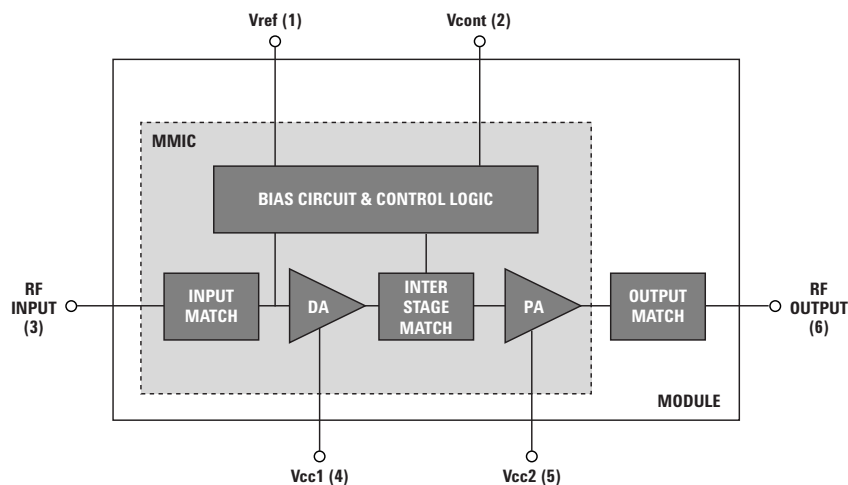 Vref (1)
Vcont (2)
MMIC
BIAS CIRCUIT & CONTROL LOGIC
RF
INPUT
(3)
INPUT
MATCH
DA
INTER
STAGE
MATCH
PA
OUTPUT
MATCH
RF
OUTPUT
(6)
MODULE
Vcc1 (4)
Vcc2 (5)